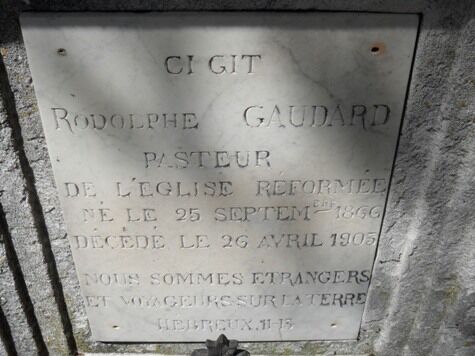 CI GIT
RODOLPHE GAUDARD
PASTEUR
DE L'EGLISE REFORMÉE
NÉ LE 25 SEPTEMBRE 1866
DÉCÉDÉ LE 26 AVRIL 1905
NOUS SOMMES ETRANGERS
ET VOYAGEURS SUR LA TERRE
HEBREUX. 11-13